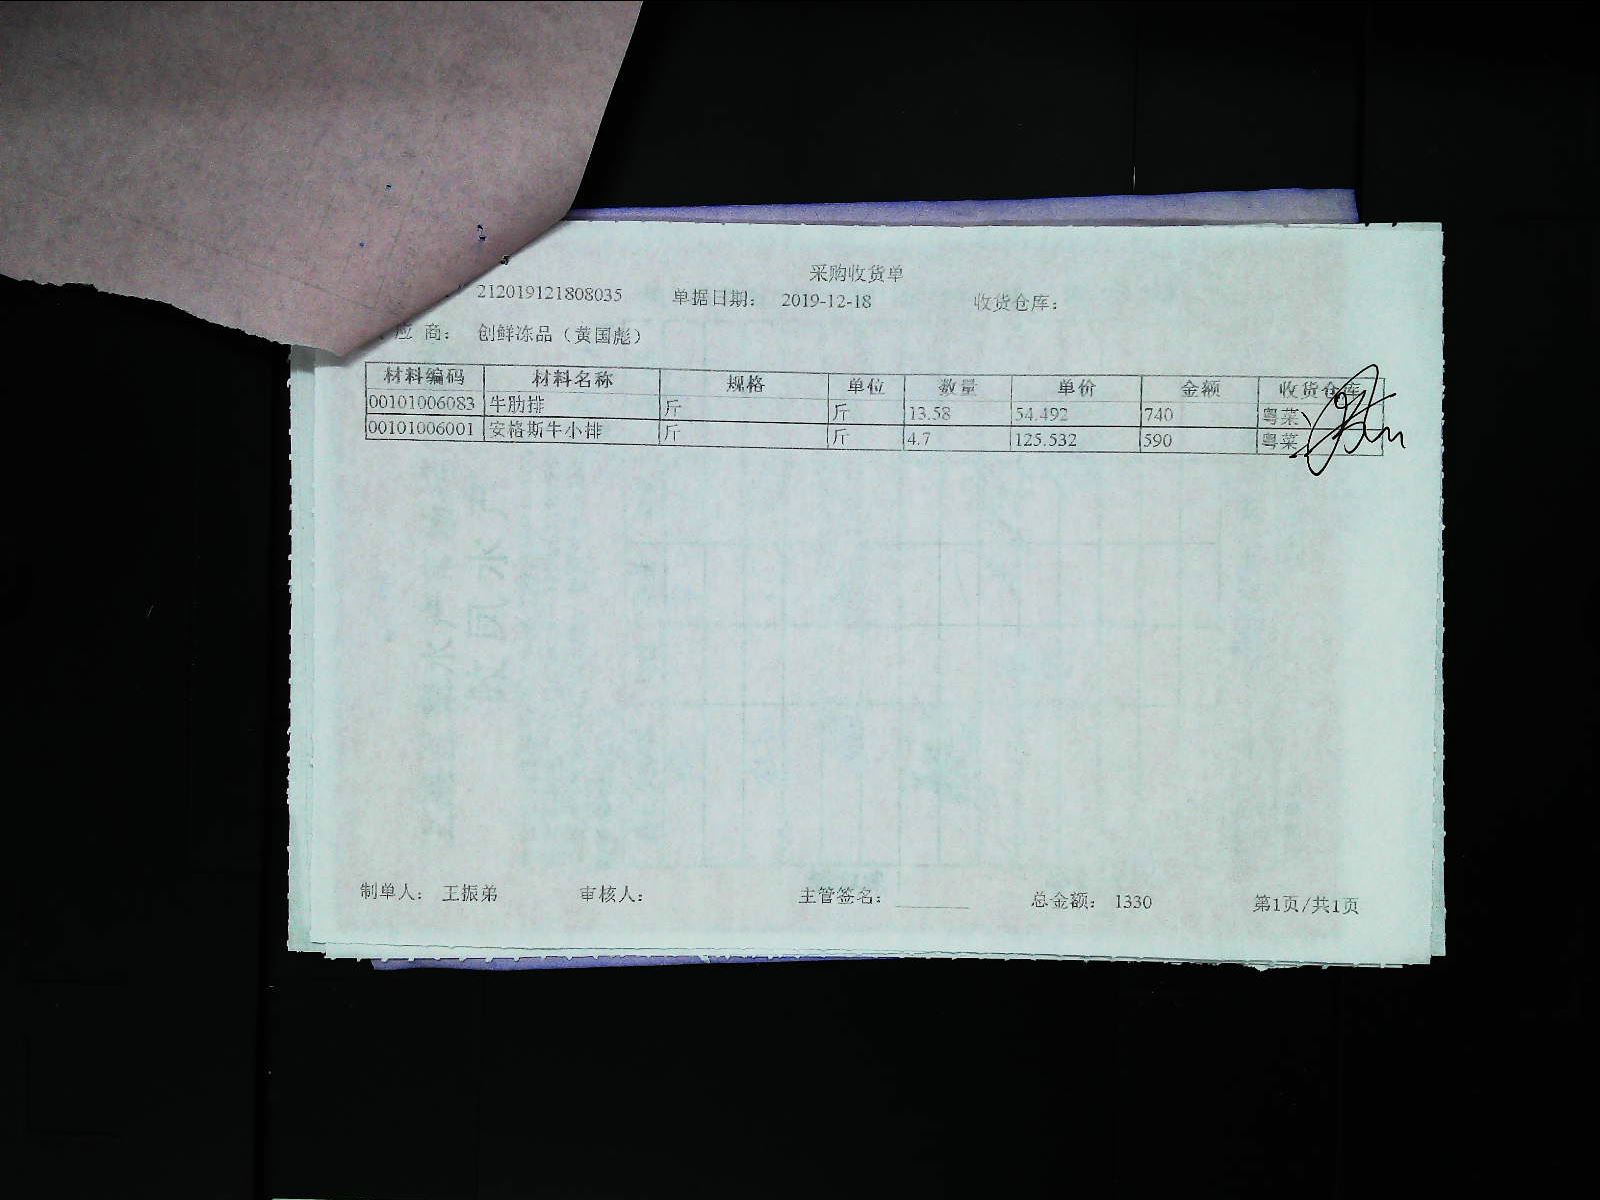 采购收货单
212019121808035 单据日期： 2019-12-18 收货仓库：
应 商： 创鲜冻品（黄国彪）
材料编码 材料名称 规格 单位 数量 单价 金额 收货仓库
00101006083 牛肋排 斤 斤 13.58 54.492 740 粤菜
00101006001 安格斯牛小排 斤 斤 4.7 125.532 590 粤菜
制单人： 王振弟 审核人： 主管签名： 总金额： 1330 第1页/共1页